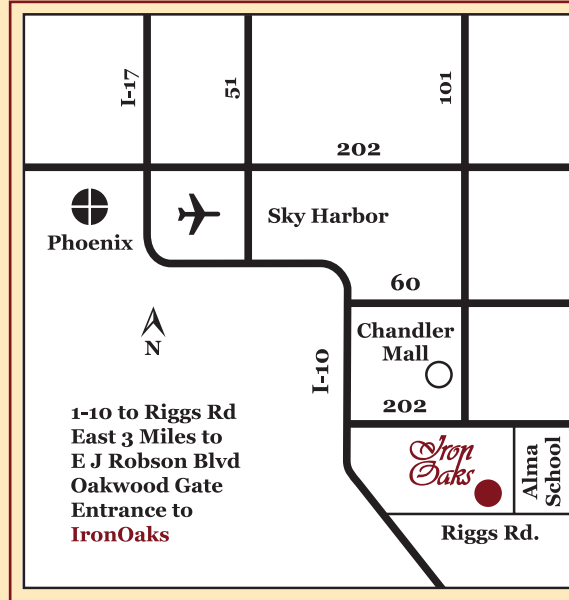 I-17
51
101
202
Phoenix
Sky Harbor
60
N
Chandler
Mall
I-10
202
1-10 to Riggs Rd
East 3 Miles to
E J Robson Blvd
Oakwood Gate
Entrance to
IronOaks
Iron
Oaks
Alma
School
Riggs Rd.